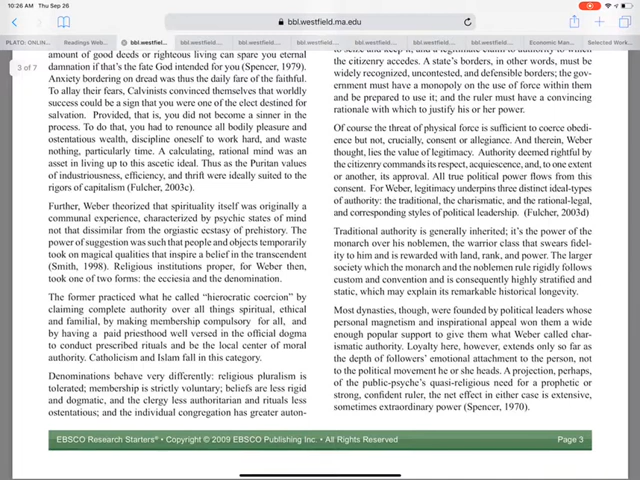 10:26 AM Thu Sep 26
bbl.westfield.ma.edu
PLATO: ONLIN...
Readings Web...
bbl.westfiel...
bbl.westfield...
bbl.westfield...
bbl.westfield...
bbl.westfield...
bbl.westfield...
bbl.westfield...
Economic Man...
Selected Work...
3 of 7
amount of good deeds or righteous living can spare you eternal
damnation if that's the fate God intended for you (Spencer, 1979).
Anxiety bordering on dread was thus the daily fare of the faithful.
To allay their fears, Calvinists convinced themselves that worldly
success could be a sign that you were one of the elect destined for
salvation. Provided, that is, you did not become a sinner in the
process. To do that, you had to renounce all bodily pleasure and
ostentatious wealth, discipline oneself to work hard, and waste
nothing, particularly time. A calculating, rational mind was an
asset in living up to this ascetic ideal. Thus as the Puritan values
of industriousness, efficiency, and thrift were ideally suited to the
rigors of capitalism (Fulcher, 2003c).
Further, Weber theorized that spirituality itself was originally a
communal experience, characterized by psychic states of mind
not that dissimilar from the orgiastic ecstasy of prehistory. The
power of suggestion was such that people and objects temporarily
took on magical qualities that inspire a belief in the transcendent
(Smith, 1998). Religious institutions proper, for Weber then,
took one of two forms: the ecclesia and the denomination.
The former practiced what he called "hierocratic coercion" by
claiming complete authority over all things spiritual, ethical
and familial, by making membership compulsory for all, and
by having a paid priesthood well versed in the official dogma
to conduct prescribed rituals and be the local center of moral
authority. Catholicism and Islam fall in this category.
Denominations behave very differently: religious pluralism is
tolerated; membership is strictly voluntary; beliefs are less rigid
and dogmatic, and the clergy less authoritarian and rituals less
ostentatious; and the individual congregation has greater auton-
to seize and keep it, and a legitimate claim to authority to which
the citizenry accedes. A state's borders, in other words, must be
widely recognized, uncontested, and defensible borders; the gov-
ernment must have a monopoly on the use of force within them
and be prepared to use it; and the ruler must have a convincing
rationale with which to justify his or her power.
Of course the threat of physical force is sufficient to coerce obedi-
ence but not, crucially, consent or allegiance. And therein, Weber
thought, lies the value of legitimacy. Authority deemed rightful by
the citizenry commands its respect, acquiescence, and, to one extent
or another, its approval. All true political power flows from this
consent. For Weber, legitimacy underpins three distinct ideal-types
of authority: the traditional, the charismatic, and the rational-legal,
and corresponding styles of political leadership. (Fulcher, 2003d)
Traditional authority is generally inherited; it's the power of the
monarch over his noblemen, the warrior class that swears fidel-
ity to him and is rewarded with land, rank, and power. The larger
society which the monarch and the noblemen rule rigidly follows
custom and convention and is consequently highly stratified and
static, which may explain its remarkable historical longevity.
Most dynasties, though, were founded by political leaders whose
personal magnetism and inspirational appeal won them a wide
enough popular support to give them what Weber called char-
ismatic authority. Loyalty here, however, extends only so far as
the depth of followers' emotional attachment to the person, not
to the political movement he or she heads. A projection, perhaps,
of the public-psyche's quasi-religious need for a prophetic or
strong, confident ruler, the net effect in either case is extensive,
sometimes extraordinary power (Spencer, 1970).
EBSCO Research Starters® • Copyright © 2009 EBSCO Publishing Inc. • All Rights Reserved
Page 3